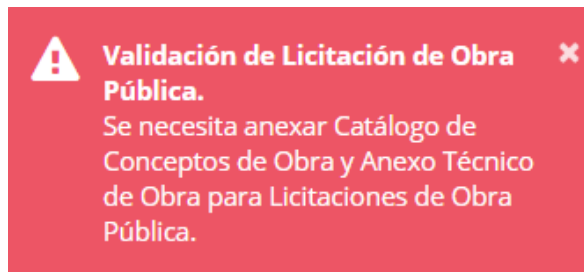 Validación de Licitación de Obra
Pública.
Se necesita anexar Catálogo de
Conceptos de Obra y Anexo Técnico
de Obra para Licitaciones de Obra
Pública.